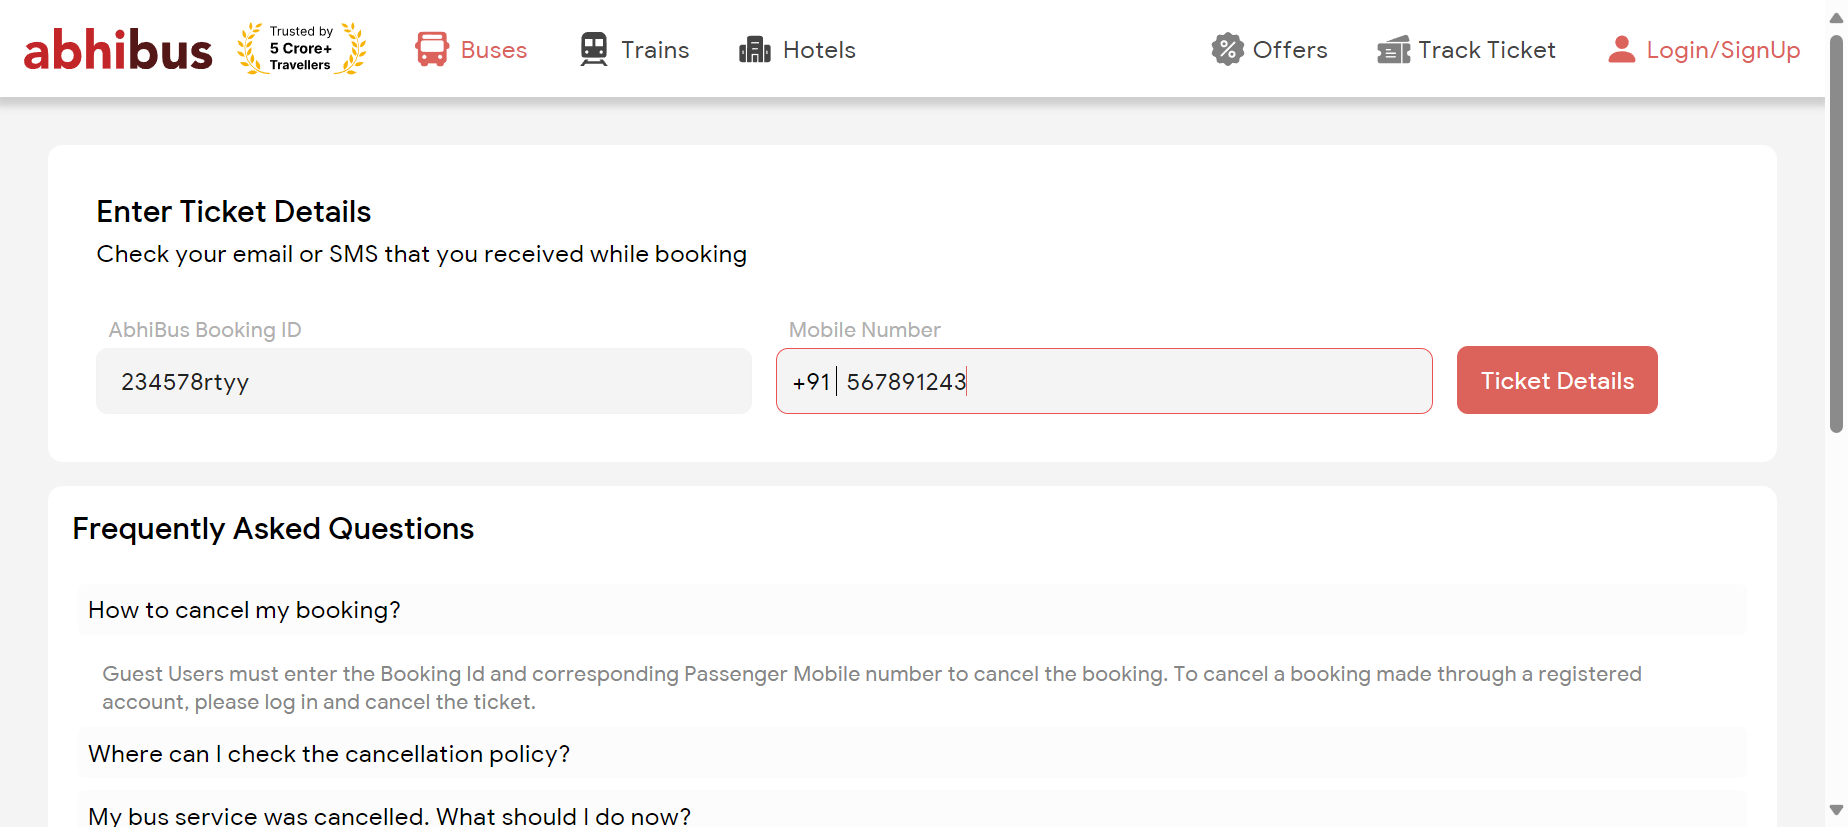 abhibus
Trusted by
5 Crore+
Travellers
Buses
Trains
Hotels
Offers
Track Ticket
Login/SignUp
Enter Ticket Details
Check your email or SMS that you received while booking
AbhiBus Booking ID
234578rtyy
Mobile Number
+91 567891243
Ticket Details
Frequently Asked Questions
How to cancel my booking?
Guest Users must enter the Booking Id and corresponding Passenger Mobile number to cancel the booking. To cancel a booking made through a registered
account, please log in and cancel the ticket.
Where can I check the cancellation policy?
My bus service was cancelled. What should I do now?